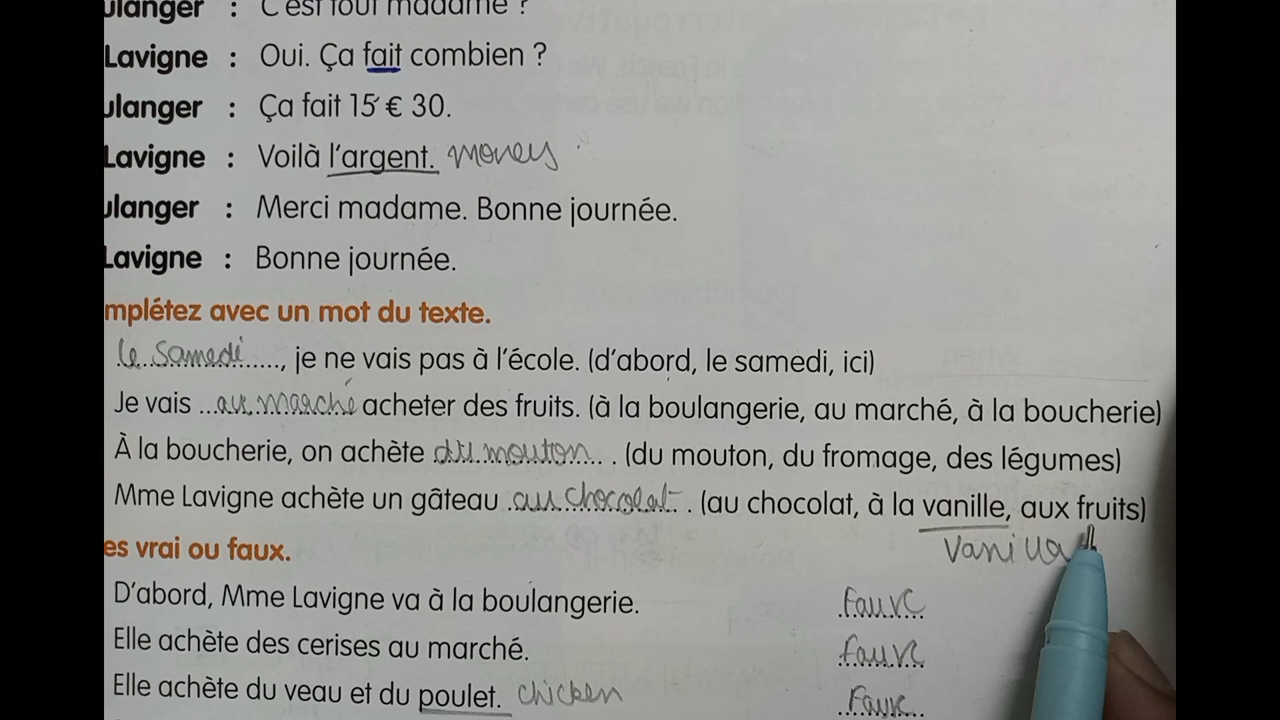 ulanger : C'est tout madame ?
Lavigne : Oui. Ça fait combien ?
ulanger : Ça fait 15 € 30.
Lavigne : Voilà l'argent. money
ulanger : Merci madame. Bonne journée.
Lavigne : Bonne journée.
mplétez avec un mot du texte.
le samedi, je ne vais pas à l'école. (d'abord, le samedi, ici)
Je vais au marché acheter des fruits. (à la boulangerie, au marché, à la boucherie)
À la boucherie, on achète du mouton. (du mouton, du fromage, des légumes)
Mme Lavigne achète un gâteau au chocolat. (au chocolat, à la vanille, aux fruits)
vanilla
es vrai ou faux.
D'abord, Mme Lavigne va à la boulangerie. Faux
Elle achète des cerises au marché. faux
Elle achète du veau et du poulet. chicken Faux